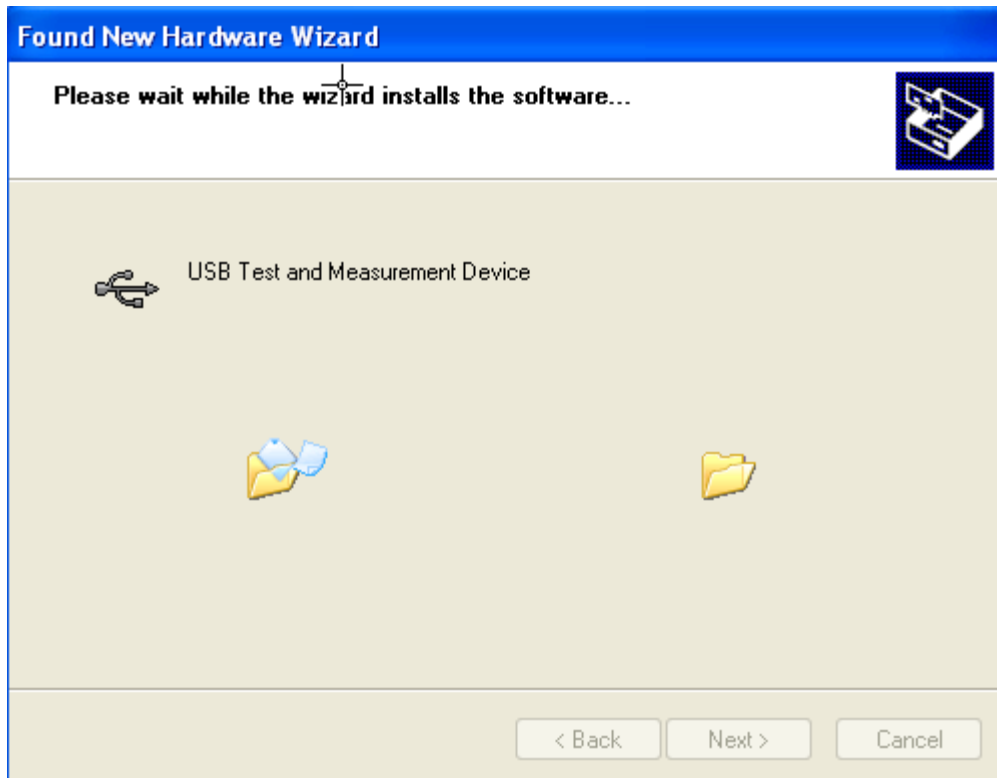 Found New Hardware Wizard
Please wait while the wizard installs the software...
USB Test and Measurement Device
< Back
Next >
Cancel